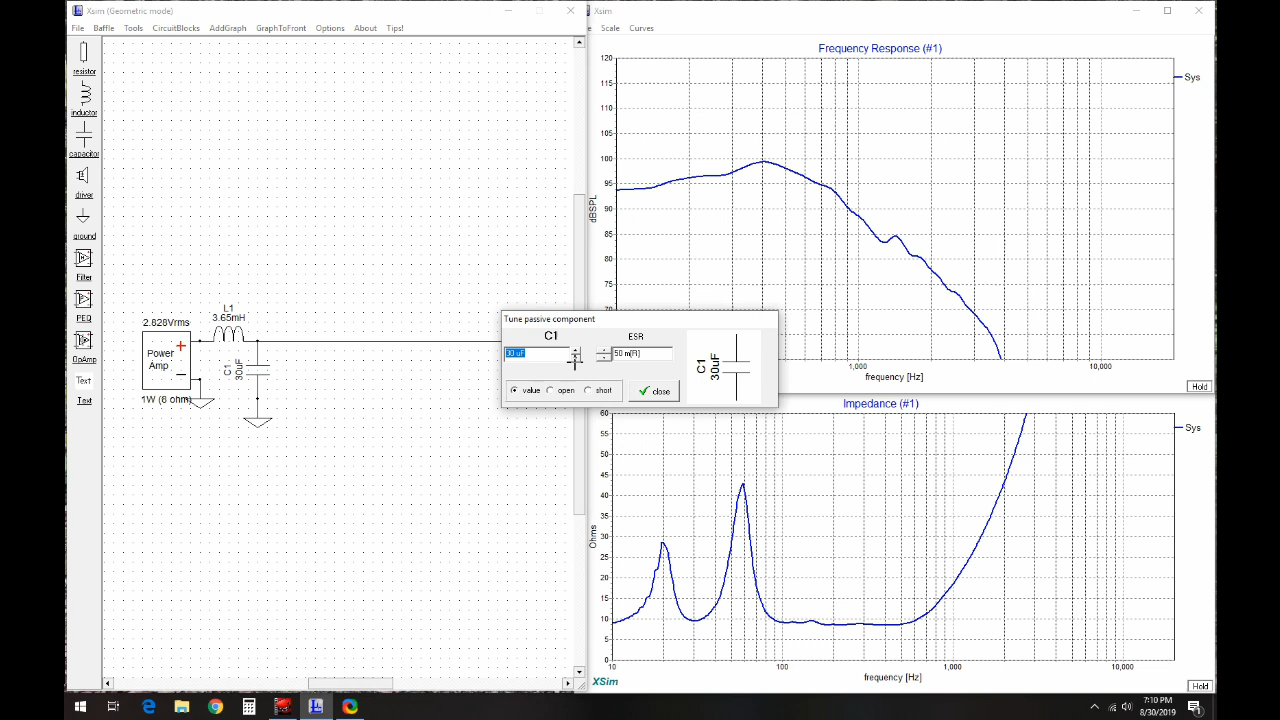 Xsim (Geometric mode)
File Baffle Tools CircuitBlocks AddGraph GraphToFront Options About Tips!
resistor
inductor
capacitor
driver
ground
Filter
PEQ
OpAmp
Text
Text
2.828Vrms
Power
Amp
1W (8 ohm)
L1
3.65mH
C1
30uF
Xsim
Scale Curves
Frequency Response (#1)
Sys
120
115
110
105
100
95
90
85
80
75
70
dBSPL
1,000 10,000
frequency [Hz]
Hold
Tune passive component
C1 ESR
30 uF 50 m[R]
value open short close
C1
30uF
Impedance (#1)
Sys
60
55
50
45
40
35
30
25
20
15
10
5
0
Ohms
10 100 1,000 10,000
frequency [Hz]
XSim
Hold
7:10 PM
8/30/2019
1